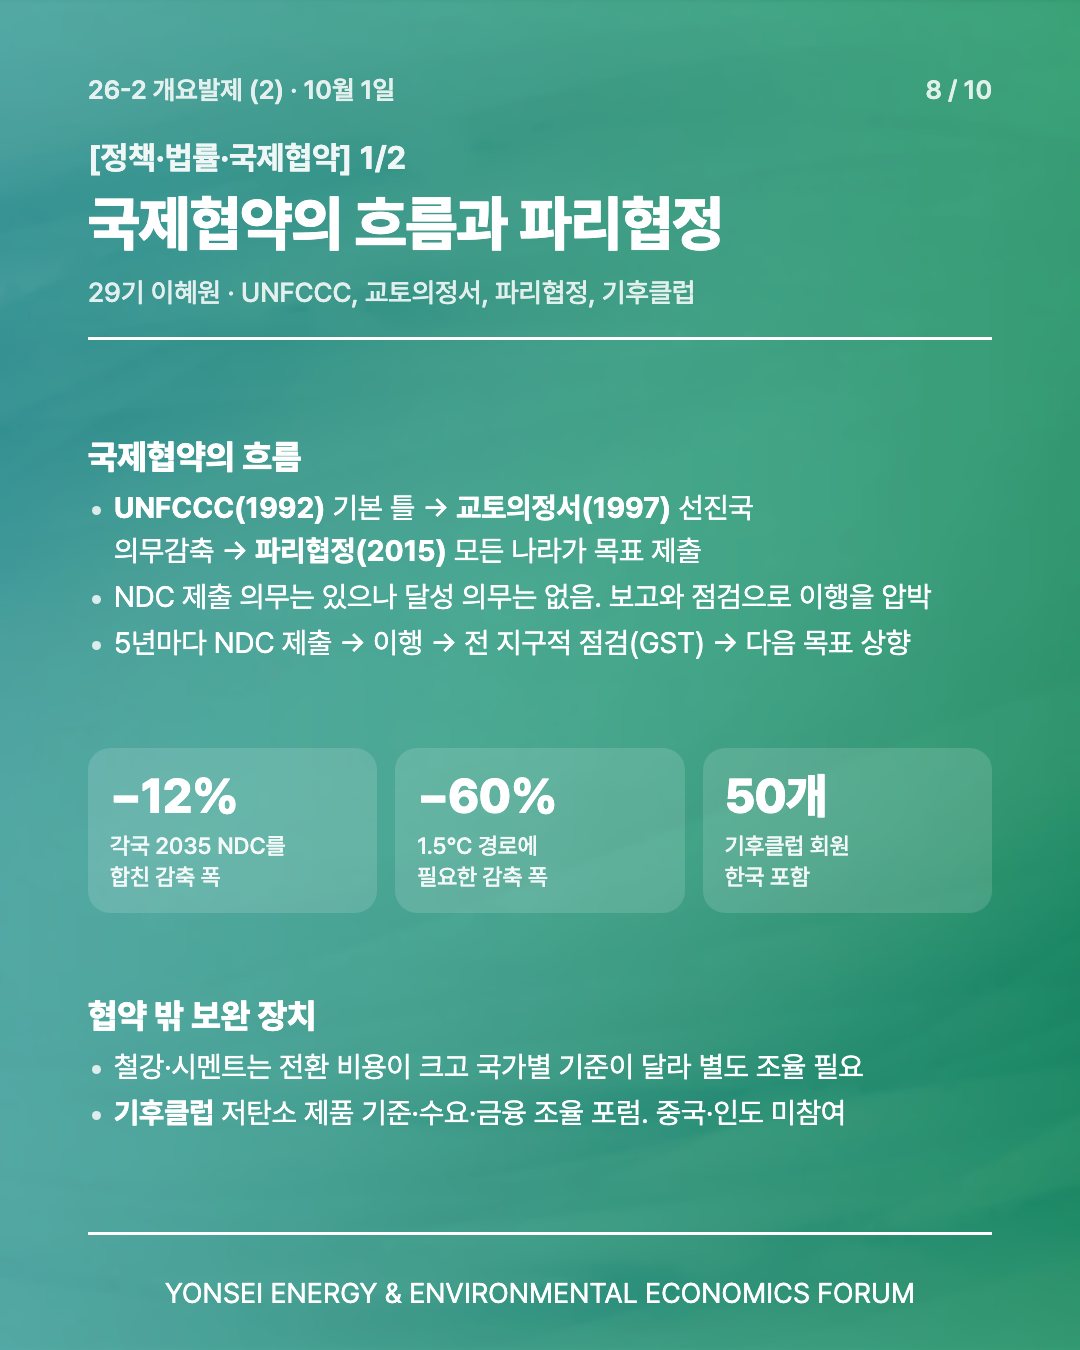 26-2 개요발제 (2) · 10월 1일
8 / 10
[정책·법률·국제협약] 1/2
국제협약의 흐름과 파리협정
29기 이혜원 · UNFCCC, 교토의정서, 파리협정, 기후클럽
국제협약의 흐름
• UNFCCC(1992) 기본 틀 → 교토의정서(1997) 선진국
의무감축 → 파리협정(2015) 모든 나라가 목표 제출
• NDC 제출 의무는 있으나 달성 의무는 없음. 보고와 점검으로 이행을 압박
• 5년마다 NDC 제출 → 이행 → 전 지구적 점검(GST) → 다음 목표 상향
–12%
각국 2035 NDC를
합친 감축 폭
–60%
1.5°C 경로에
필요한 감축 폭
50개
기후클럽 회원
한국 포함
협약 밖 보완 장치
• 철강·시멘트는 전환 비용이 크고 국가별 기준이 달라 별도 조율 필요
• 기후클럽 저탄소 제품 기준·수요·금융 조율 포럼. 중국·인도 미참여
YONSEI ENERGY & ENVIRONMENTAL ECONOMICS FORUM